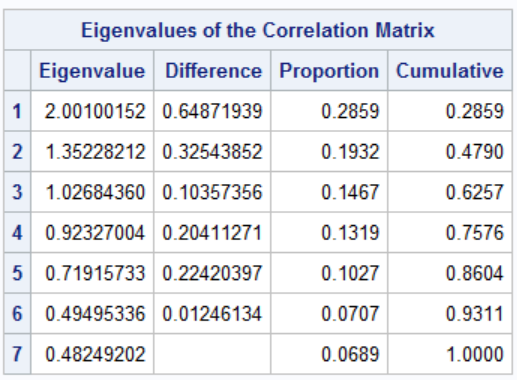 Eigenvalues of the Correlation Matrix
Eigenvalue Difference Proportion Cumulative
1 2.00100152 0.64871939 0.2859 0.2859
2 1.35228212 0.32543852 0.1932 0.4790
3 1.02684360 0.10357356 0.1467 0.6257
4 0.92327004 0.20411271 0.1319 0.7576
5 0.71915733 0.22420397 0.1027 0.8604
6 0.49495336 0.01246134 0.0707 0.9311
7 0.48249202 0.0689 1.0000